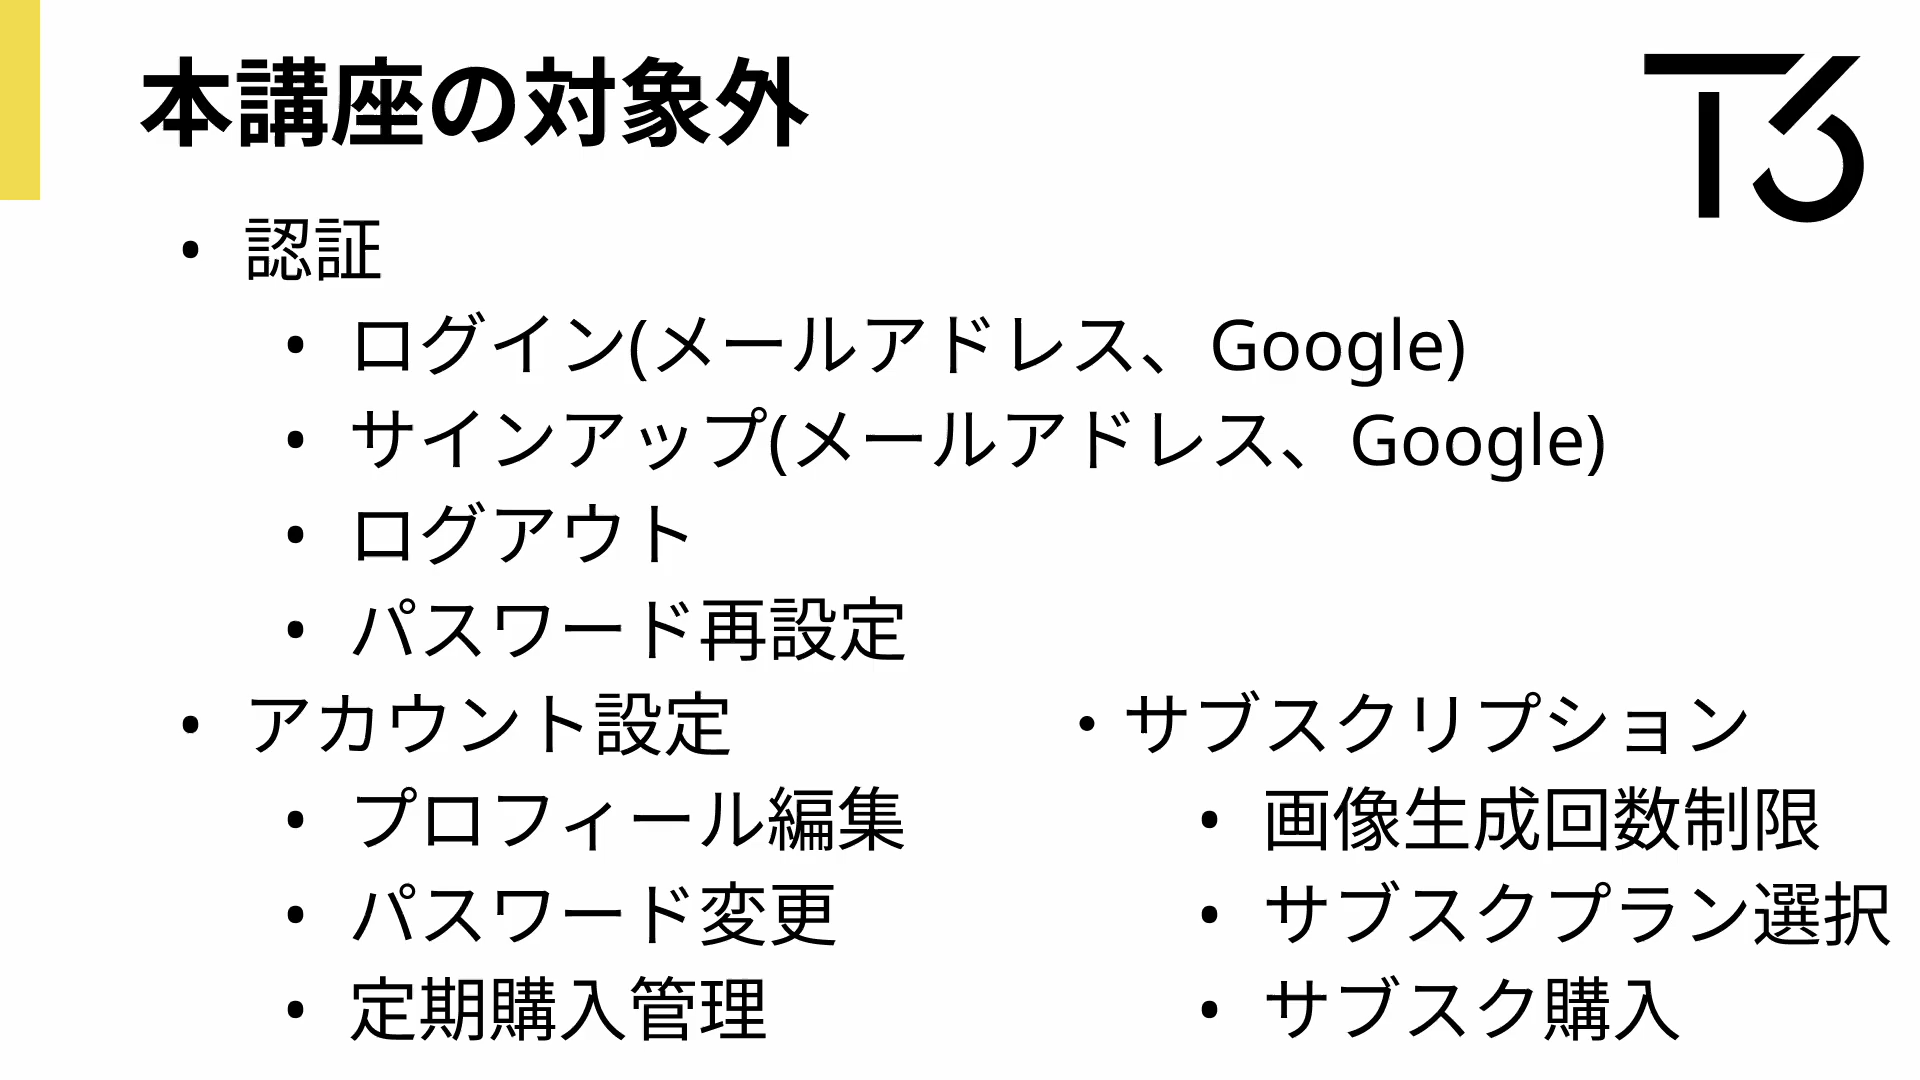 本講座の対象外
T3
• 認証
• ログイン(メールアドレス、Google)
• サインアップ(メールアドレス、Google)
• ログアウト
• パスワード再設定
• アカウント設定
• プロフィール編集
• パスワード変更
• 定期購入管理
• サブスクリプション
• 画像生成回数制限
• サブスクプラン選択
• サブスク購入